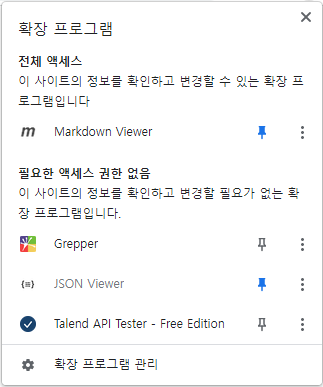 확장 프로그램
전체 액세스
이 사이트의 정보를 확인하고 변경할 수 있는 확장 프
로그램입니다
m
Markdown Viewer
필요한 액세스 권한 없음
이 사이트의 정보를 확인하고 변경할 필요가 없는 확
장 프로그램입니다.
Grepper
JSON Viewer
Talend API Tester - Free Edition
확장 프로그램 관리